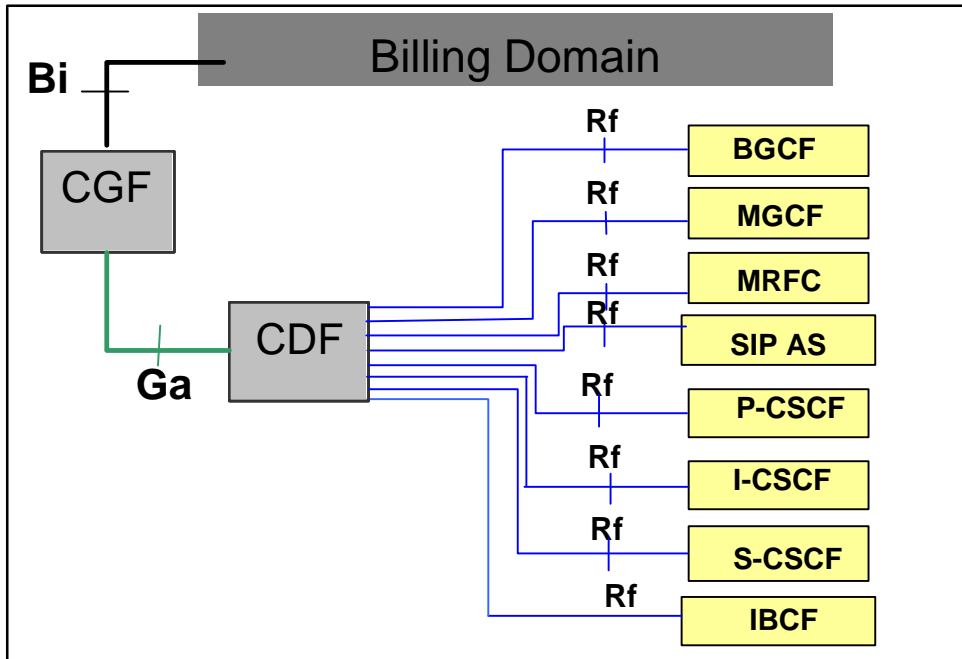 Billing Domain
Bi
Rf
BGCF
CGF
Rf
MGCF
Rf
MRFC
Rf
CDF
SIP AS
Ga
Rf
P-CSCF
Rf
I-CSCF
Rf
S-CSCF
Rf
IBCF